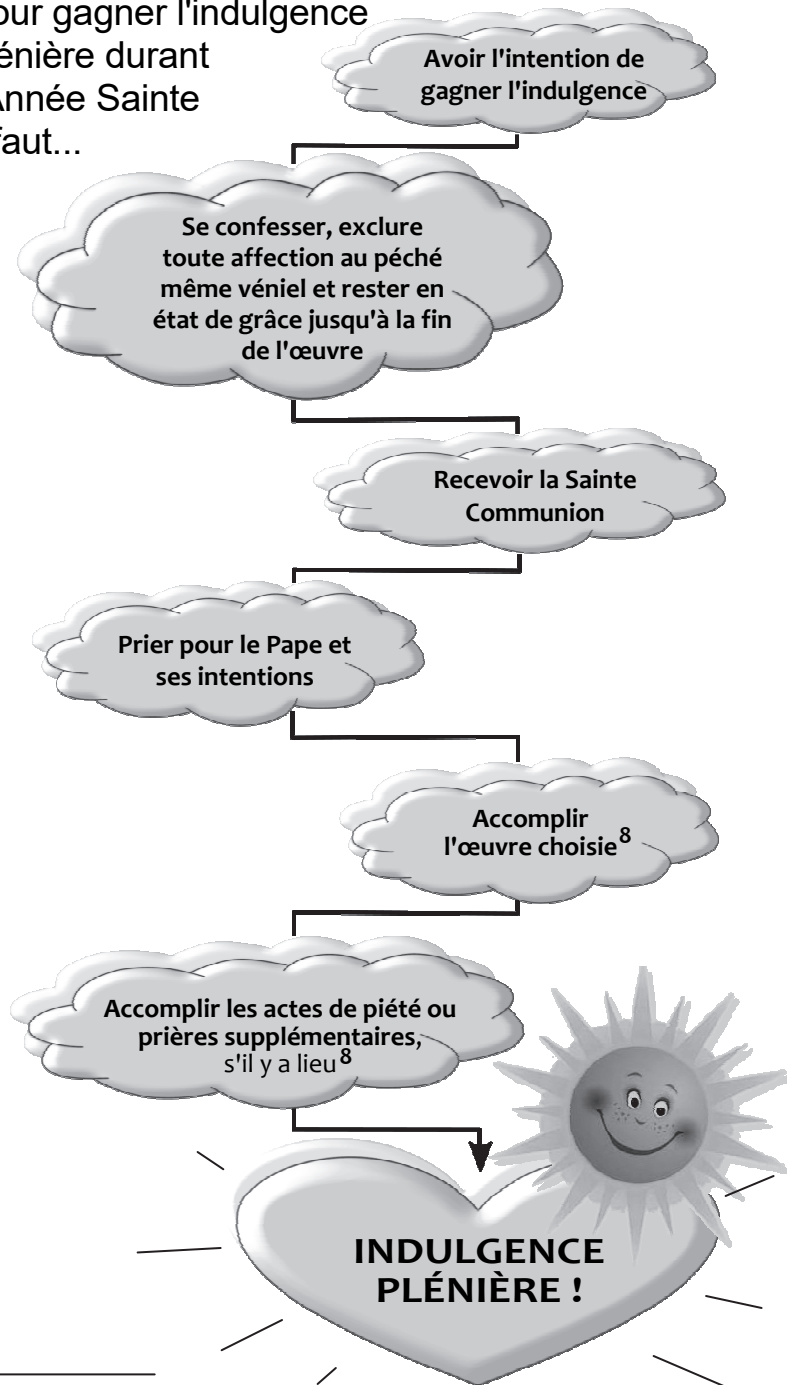 our gagner l'indulgence
énière durant
Année Sainte
faut...
Avoir l'intention de
gagner l'indulgence
Se confesser, exclure
toute affection au péché
même véniel et rester en
état de grâce jusqu'à la fin
de l'œuvre
Recevoir la Sainte
Communion
Prier pour le Pape et
ses intentions
Accomplir
l'œuvre choisie⁸
Accomplir les actes de piété ou
prières supplémentaires,
s'il y a lieu⁸
INDULGENCE
PLÉNIÈRE !